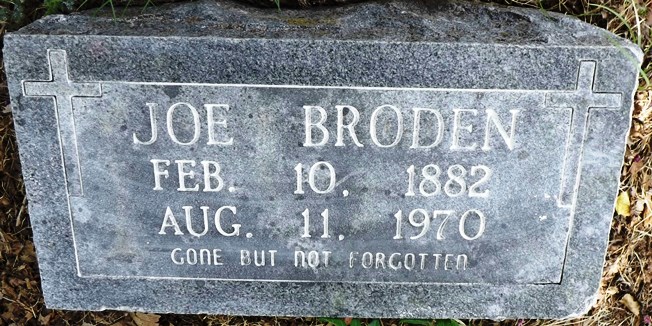 JOE BRODEN
FEB. 10, 1882
AUG. 11, 1970
GONE BUT NOT FORGOTTEN